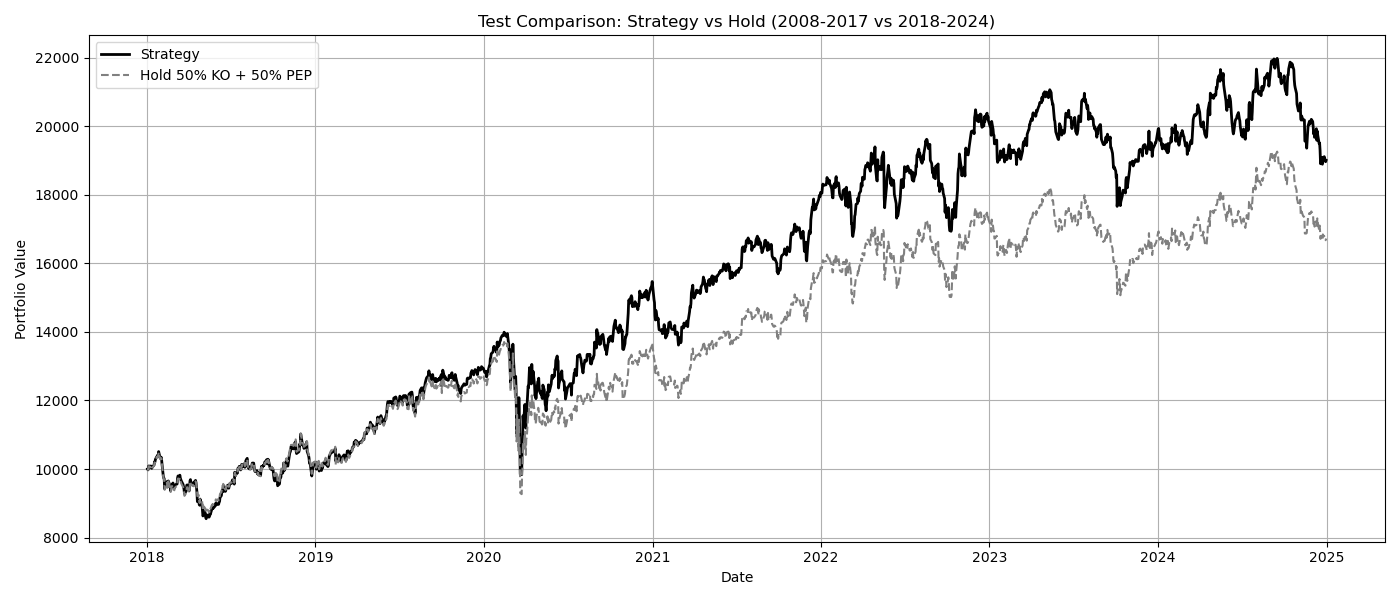 Test Comparison: Strategy vs Hold (2008-2017 vs 2018-2024)
Strategy
Hold 50% KO + 50% PEP
Portfolio Value
22000
20000
18000
16000
14000
12000
10000
8000
2018 2019 2020 2021 2022 2023 2024 2025
Date